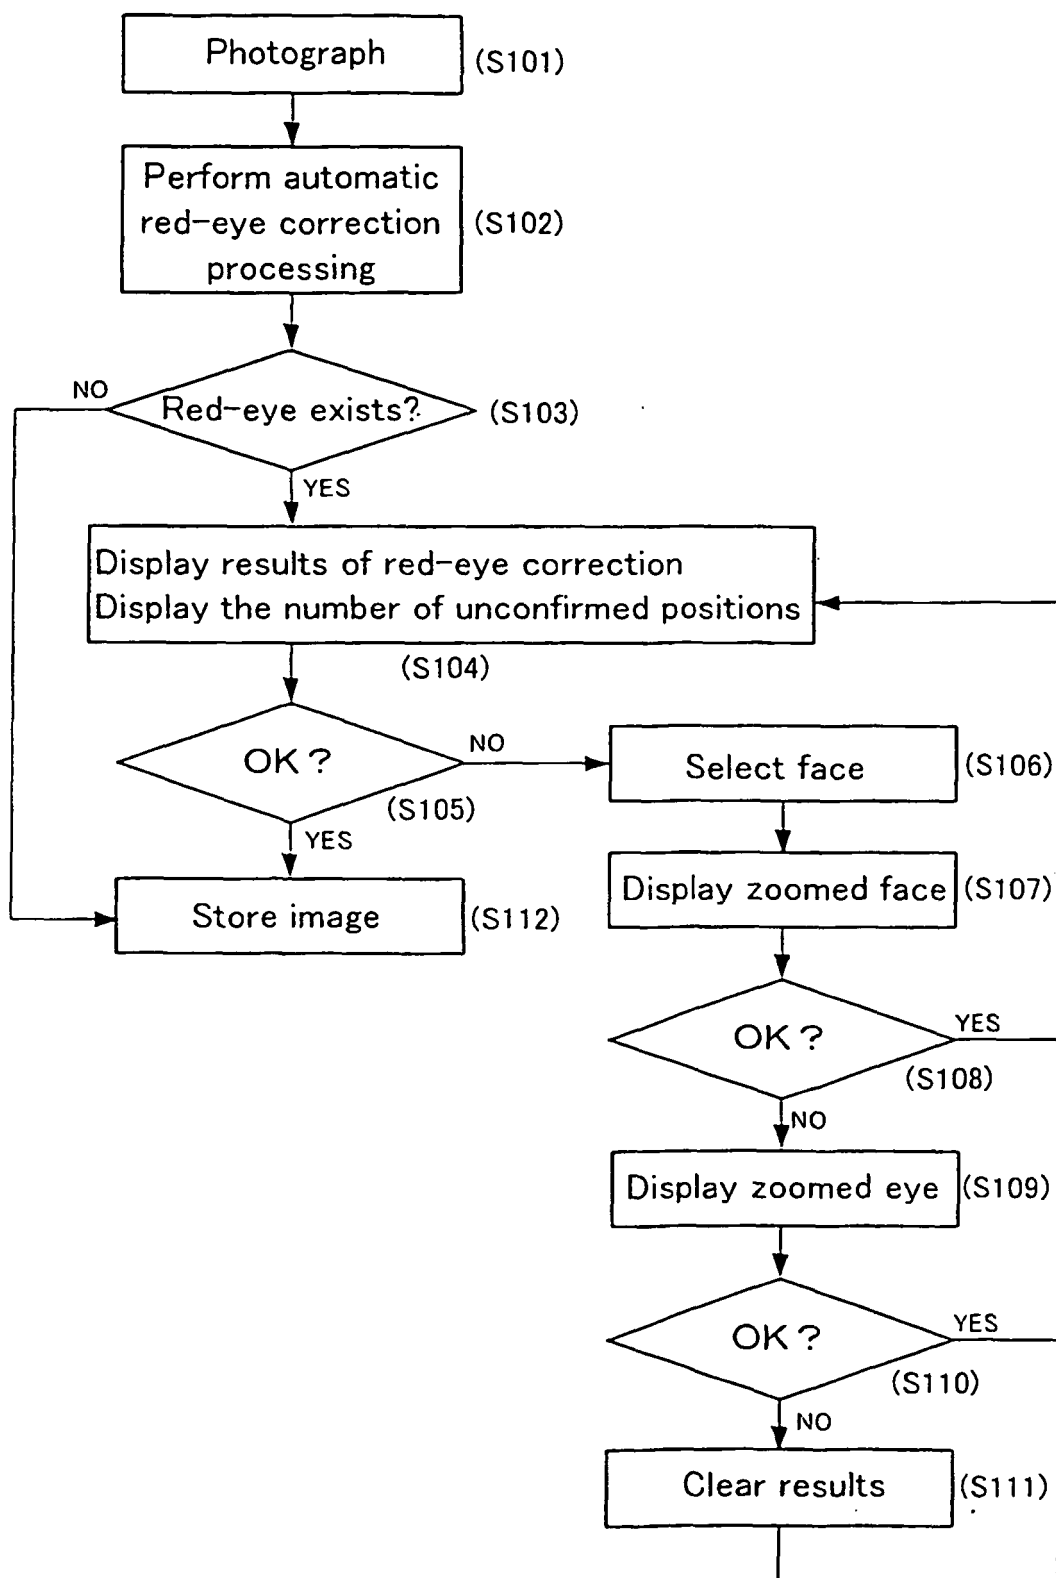 Photograph
(S101)
Perform automatic
red-eye correction
processing
(S102)
NO
Red-eye exists?
(S103)
YES
Display results of red-eye correction
Display the number of unconfirmed positions
(S104)
OK?
(S105)
NO
YES
Select face
(S106)
Display zoomed face
(S107)
Store image
(S112)
OK?
YES
(S108)
NO
Display zoomed eye
(S109)
OK?
YES
(S110)
NO
Clear results
(S111)